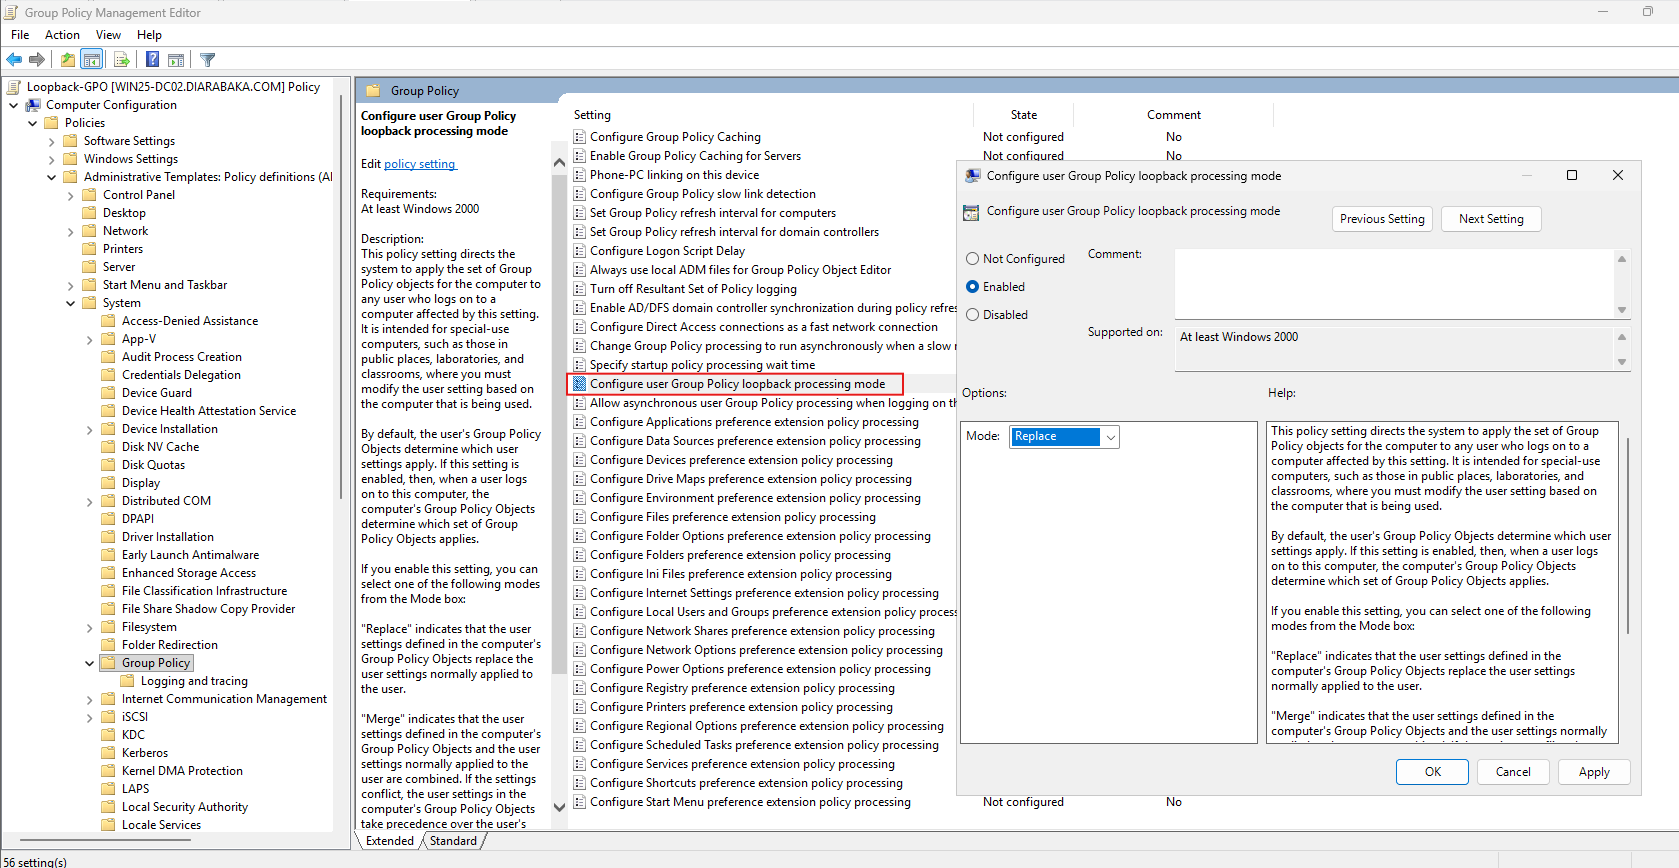 Group Policy Management Editor
File Action View Help
Loopback-GPO [WIN25-DC02.DIARABAKA.COM] Policy
Computer Configuration
Policies
Software Settings
Windows Settings
Administrative Templates: Policy definitions (A
Control Panel
Desktop
Network
Printers
Server
Start Menu and Taskbar
System
Access-Denied Assistance
App-V
Audit Process Creation
Credentials Delegation
Device Guard
Device Health Attestation Service
Device Installation
Disk NV Cache
Disk Quotas
Display
Distributed COM
DPAPI
Driver Installation
Early Launch Antimalware
Enhanced Storage Access
File Classification Infrastructure
File Share Shadow Copy Provider
Filesystem
Folder Redirection
Group Policy
Logging and tracing
Internet Communication Management
iSCSI
KDC
Kerberos
Kernel DMA Protection
LAPS
Local Security Authority
Locale Services
Group Policy
Configure user Group Policy
loopback processing mode
Edit policy setting
Requirements:
At least Windows 2000
Description:
This policy setting directs the
system to apply the set of Group
Policy objects for the computer to
any user who logs on to a
computer affected by this setting.
It is intended for special-use
computers, such as those in
public places, laboratories, and
classrooms, where you must
modify the user setting based on
the computer that is being used.
By default, the user's Group Policy
Objects determine which user
settings apply. If this setting is
enabled, then, when a user logs
on to this computer, the
computer's Group Policy Objects
determine which set of Group
Policy Objects applies.
If you enable this setting, you can
select one of the following modes
from the Mode box:
"Replace" indicates that the user
settings defined in the computer's
Group Policy Objects replace the
user settings normally applied to
the user.
"Merge" indicates that the user
settings defined in the computer's
Group Policy Objects and the user
settings normally applied to the
user are combined. If the settings
conflict, the user settings in the
computer's Group Policy Objects
take precedence over the user's
Setting State Comment
Configure Group Policy Caching Not configured No
Enable Group Policy Caching for Servers Not configured No
Phone-PC linking on this device
Configure Group Policy slow link detection
Set Group Policy refresh interval for computers
Set Group Policy refresh interval for domain controllers
Configure Logon Script Delay
Always use local ADM files for Group Policy Object Editor
Turn off Resultant Set of Policy logging
Enable AD/DFS domain controller synchronization during policy refres
Configure Direct Access connections as a fast network connection
Change Group Policy processing to run asynchronously when a slow
Specify startup policy processing wait time
Configure user Group Policy loopback processing mode
Allow asynchronous user Group Policy processing when logging on th
Configure Applications preference extension policy processing
Configure Data Sources preference extension policy processing
Configure Devices preference extension policy processing
Configure Drive Maps preference extension policy processing
Configure Environment preference extension policy processing
Configure Files preference extension policy processing
Configure Folder Options preference extension policy processing
Configure Folders preference extension policy processing
Configure Ini Files preference extension policy processing
Configure Internet Settings preference extension policy processing
Configure Local Users and Groups preference extension policy process
Configure Network Shares preference extension policy processing
Configure Network Options preference extension policy processing
Configure Power Options preference extension policy processing
Configure Registry preference extension policy processing
Configure Printers preference extension policy processing
Configure Regional Options preference extension policy processing
Configure Scheduled Tasks preference extension policy processing
Configure Services preference extension policy processing
Configure Shortcuts preference extension policy processing
Configure Start Menu preference extension policy processing Not configured No
Extended Standard
56 setting(s)
Configure user Group Policy loopback processing mode
Configure user Group Policy loopback processing mode
Previous Setting Next Setting
Not Configured
Enabled
Disabled
Comment:
Supported on: At least Windows 2000
Options: Help:
Mode: Replace
This policy setting directs the system to apply the set of Group
Policy objects for the computer to any user who logs on to a
computer affected by this setting. It is intended for special-use
computers, such as those in public places, laboratories, and
classrooms, where you must modify the user setting based on
the computer that is being used.
By default, the user's Group Policy Objects determine which user
settings apply. If this setting is enabled, then, when a user logs
on to this computer, the computer's Group Policy Objects
determine which set of Group Policy Objects applies.
If you enable this setting, you can select one of the following
modes from the Mode box:
"Replace" indicates that the user settings defined in the
computer's Group Policy Objects replace the user settings
normally applied to the user.
"Merge" indicates that the user settings defined in the
computer's Group Policy Objects and the user settings normally
OK Cancel Apply